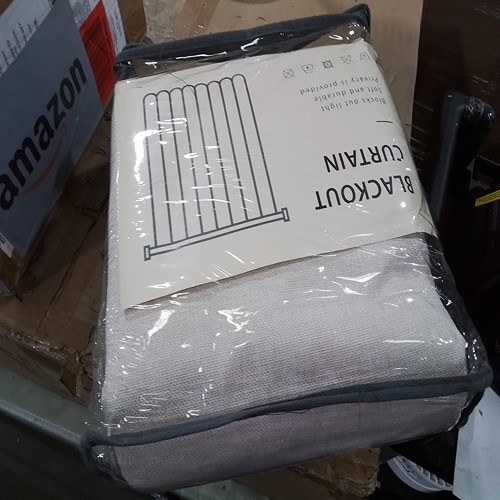 amazon
BLACKOUT
CURTAIN
Blocks out light
Soft and durable
Privacy is provided